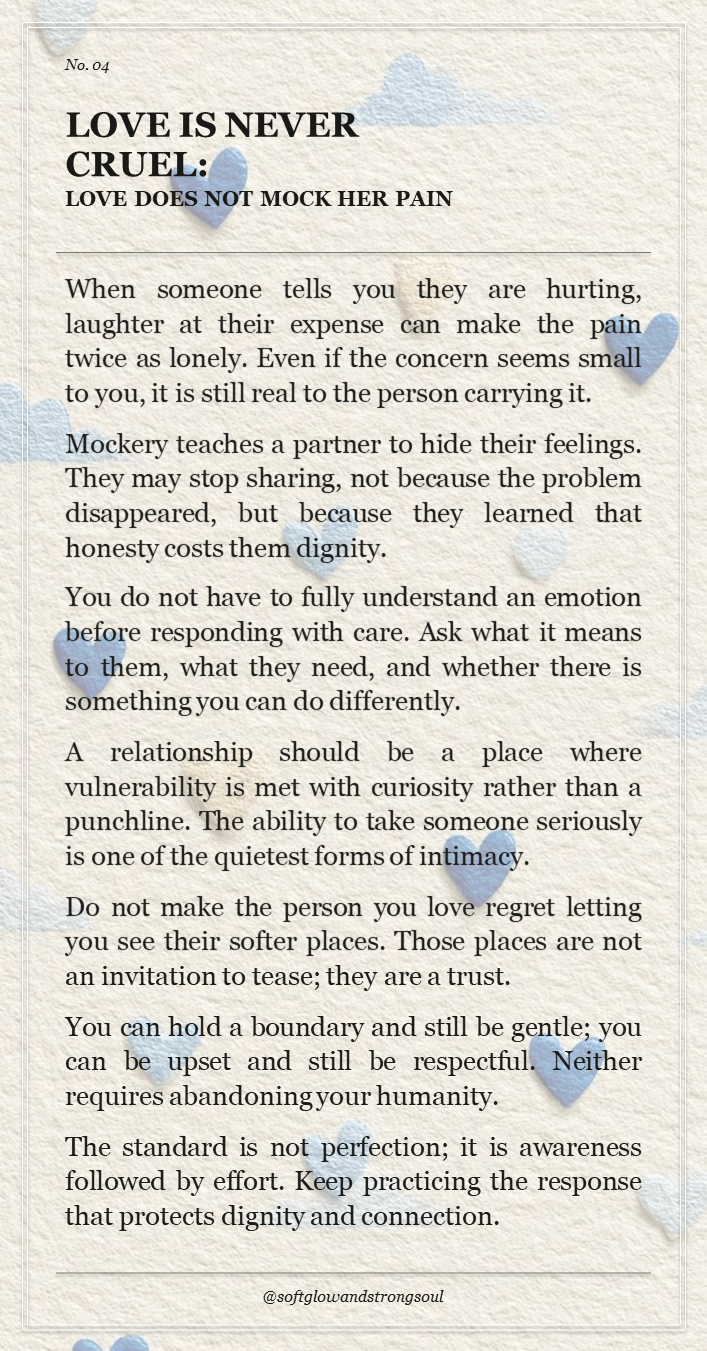 No. 04
LOVE IS NEVER
CRUEL:
LOVE DOES NOT MOCK HER PAIN
When someone tells you they are hurting,
laughter at their expense can make the pain
twice as lonely. Even if the concern seems small
to you, it is still real to the person carrying it.
Mockery teaches a partner to hide their feelings.
They may stop sharing, not because the problem
disappeared, but because they learned that
honesty costs them dignity.
You do not have to fully understand an emotion
before responding with care. Ask what it means
to them, what they need, and whether there is
something you can do differently.
A relationship should be a place where
vulnerability is met with curiosity rather than a
punchline. The ability to take someone seriously
is one of the quietest forms of intimacy.
Do not make the person you love regret letting
you see their softer places. Those places are not
an invitation to tease; they are a trust.
You can hold a boundary and still be gentle; you
can be upset and still be respectful. Neither
requires abandoning your humanity.
The standard is not perfection; it is awareness
followed by effort. Keep practicing the response
that protects dignity and connection.
@softglowandstrongsoul